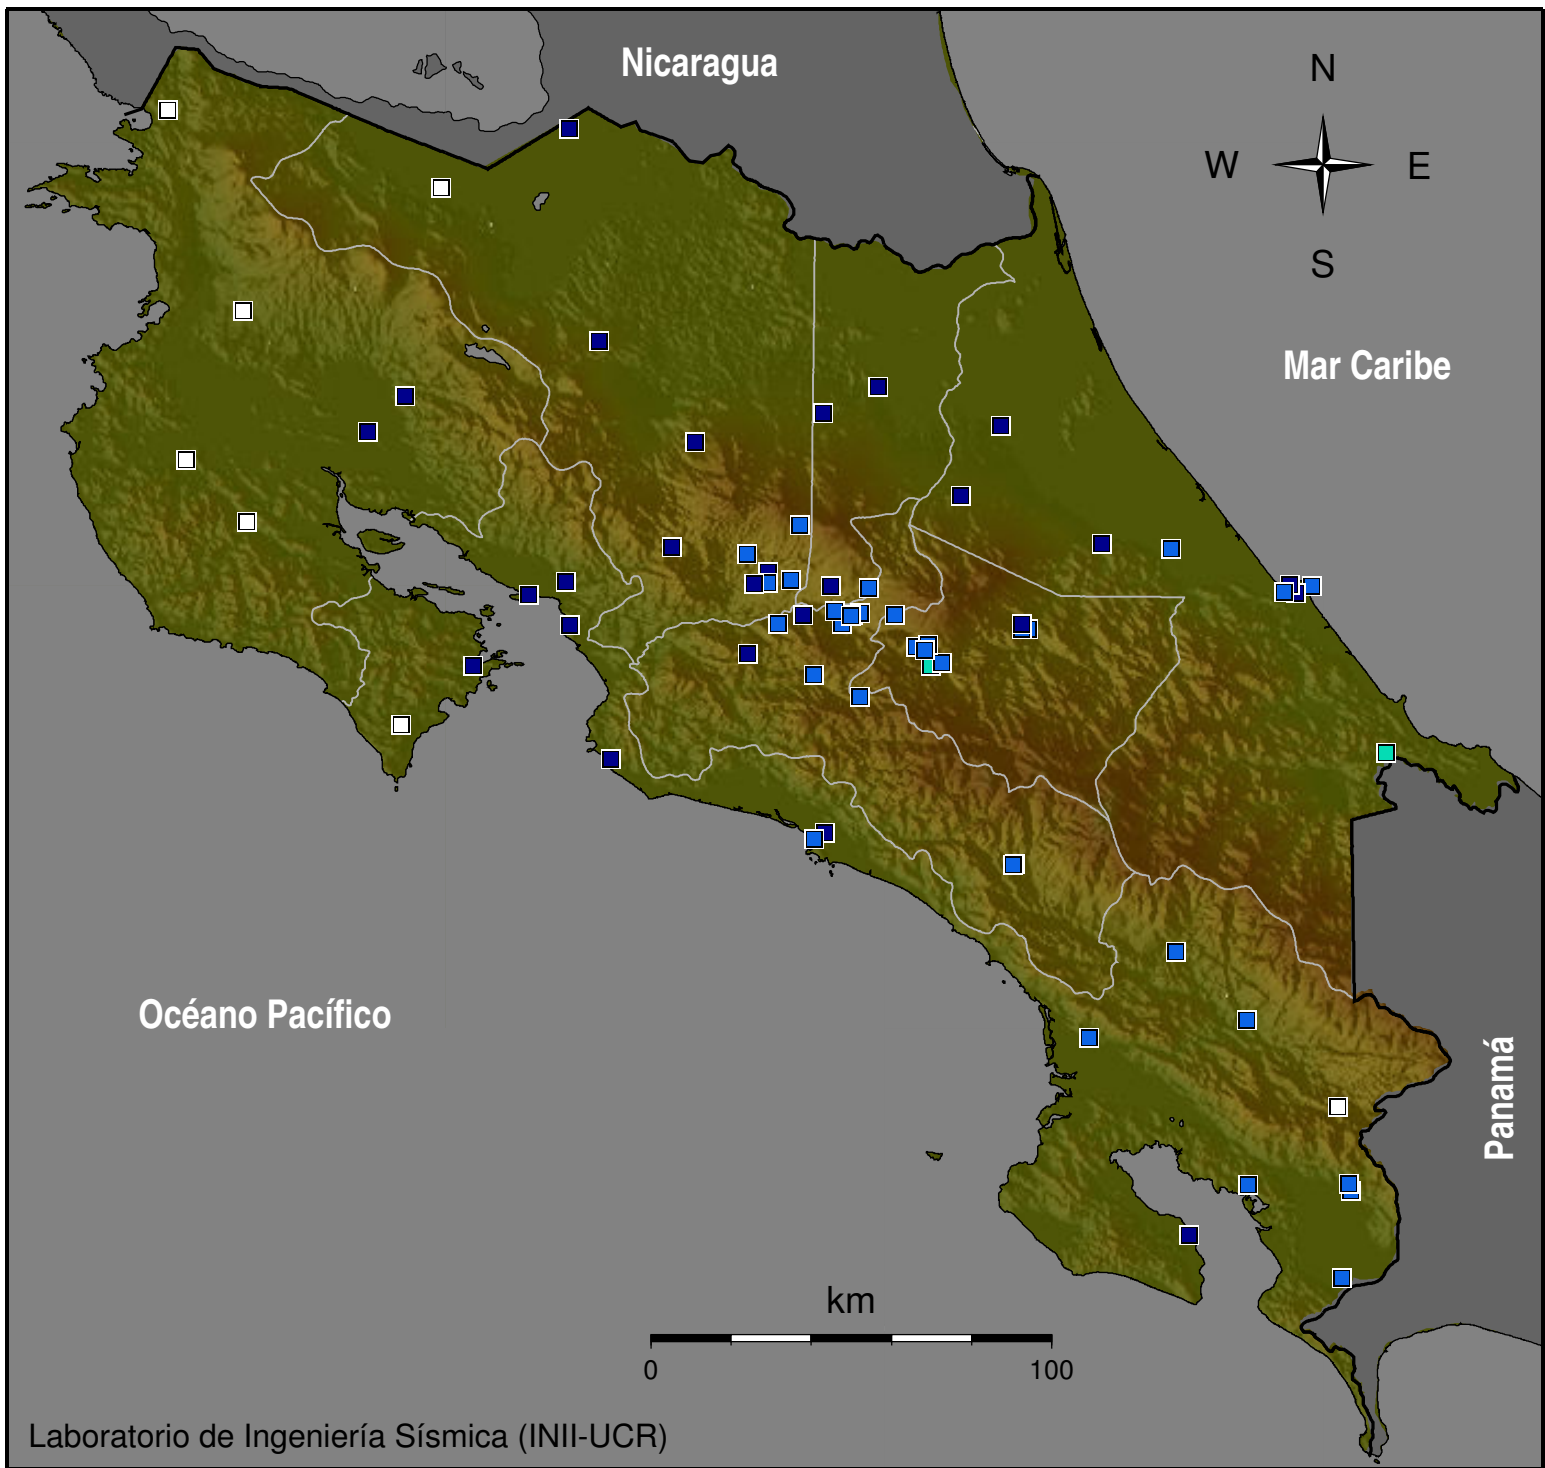 Nicaragua
N
W
E
S
Mar Caribe
Océano Pacífico
Panamá
km
0
100
Laboratorio de Ingeniería Sísmica (INII-UCR)